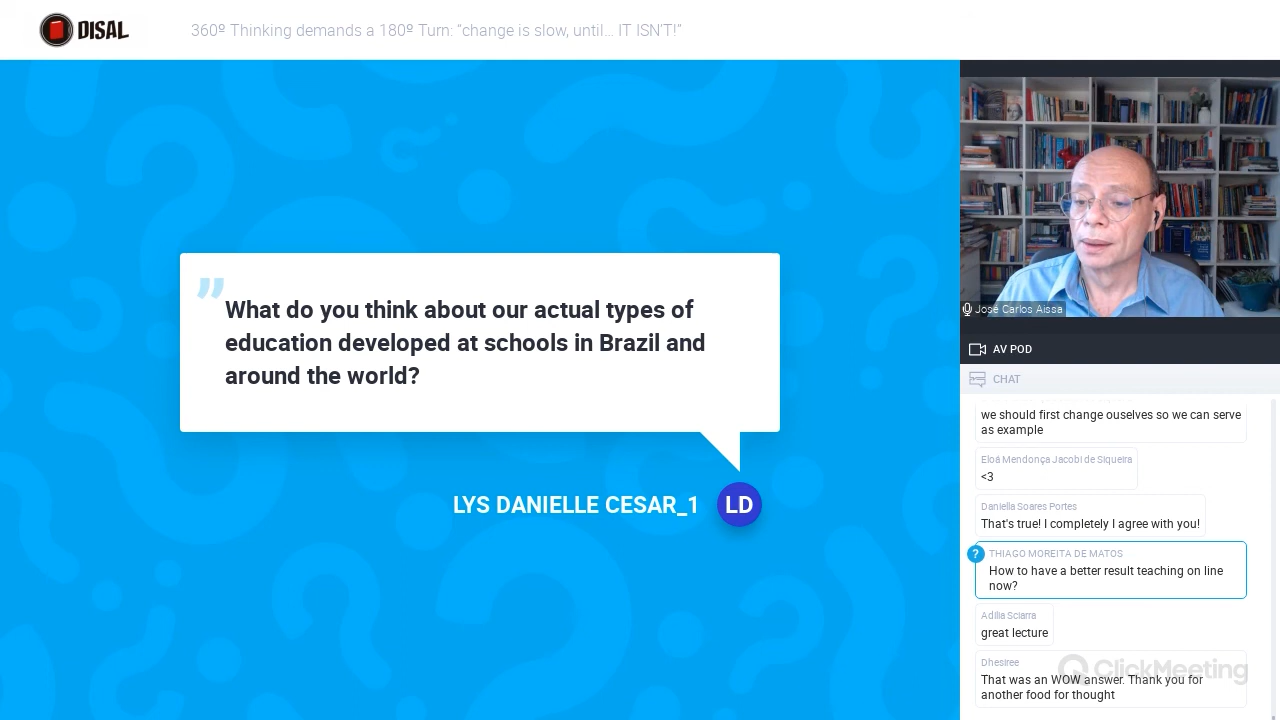 DISAL
360º Thinking demands a 180º Turn: “change is slow, until... IT ISN'T!”
”
What do you think about our actual types of
education developed at schools in Brazil and
around the world?
LYS DANIELLE CESAR_1
LD
José Carlos Aissa
AV POD
CHAT
we should first change ouselves so we can serve
as example
Eloá Mendonça Jacobi de Siqueira
<3
Daniella Soares Portes
That's true! I completely I agree with you!
?
THIAGO MOREITA DE MATOS
How to have a better result teaching on line
now?
Adília Sciarra
great lecture
Dhesiree
That was an WOW answer. Thank you for
another food for thought
ClickMeeting